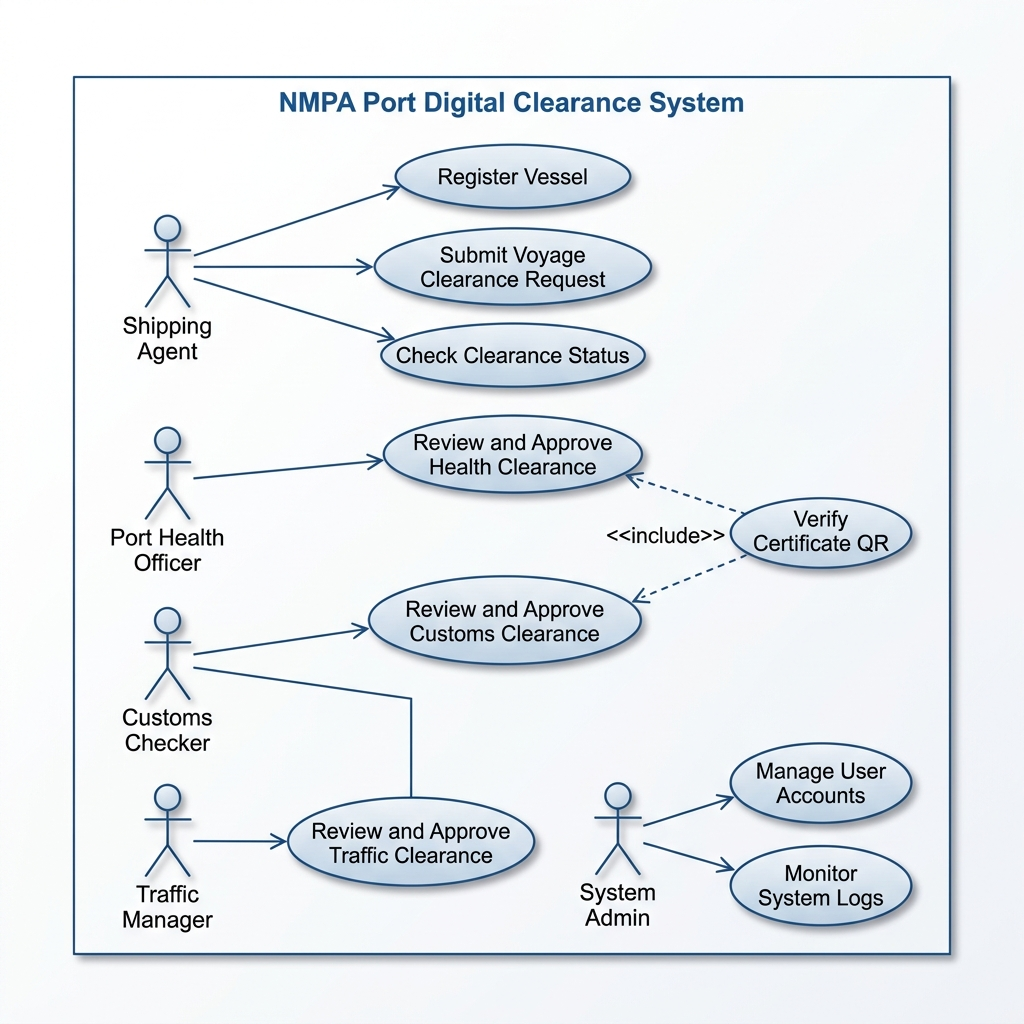 NMPA Port Digital Clearance System
Register Vessel
Submit Voyage
Clearance Request
Shipping
Agent
Check Clearance Status
Review and Approve
Health Clearance
Port Health
Officer
<<include>>
Verify
Certificate QR
Review and Approve
Customs Clearance
Customs
Checker
Manage User
Accounts
Review and Approve
Traffic Clearance
Traffic
Manager
System
Admin
Monitor
System Logs